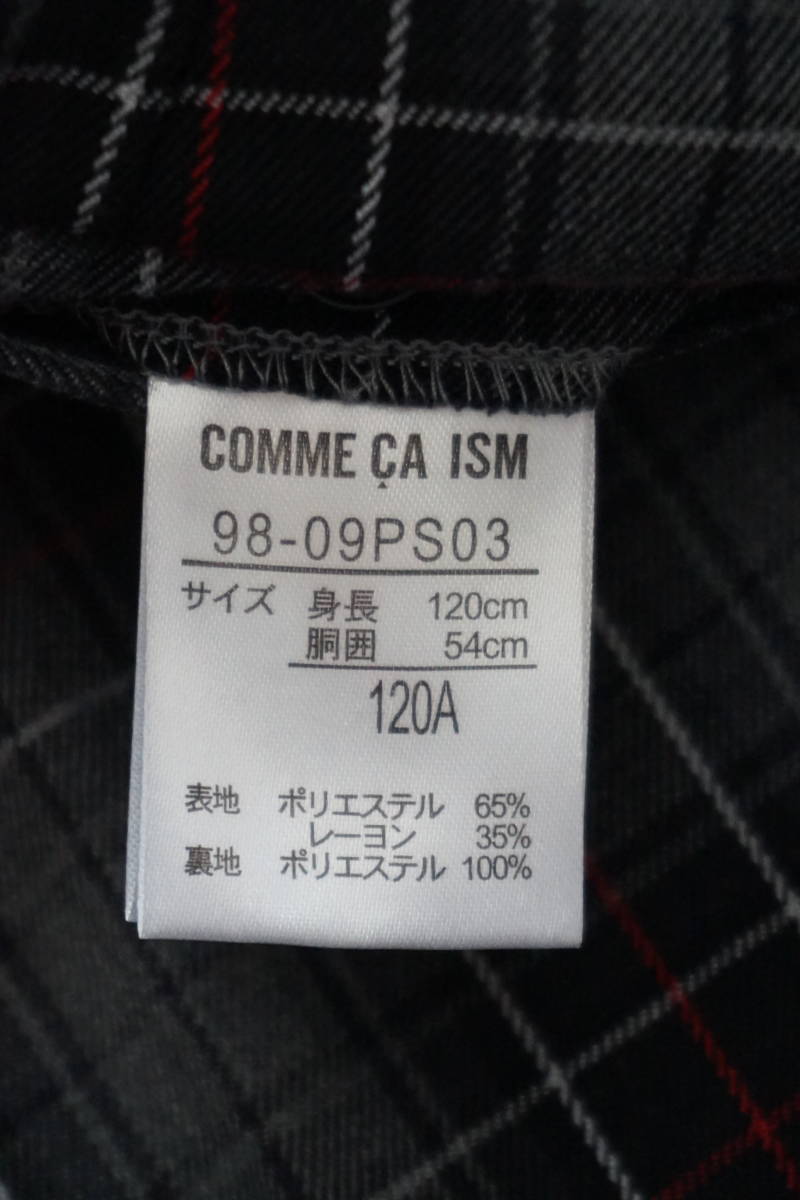 COMME ÇA ISM
98-09PS03
サイズ 身長 120cm
胴囲 54cm
120A
表地 ポリエステル 65%
レーヨン 35%
裏地 ポリエステル 100%